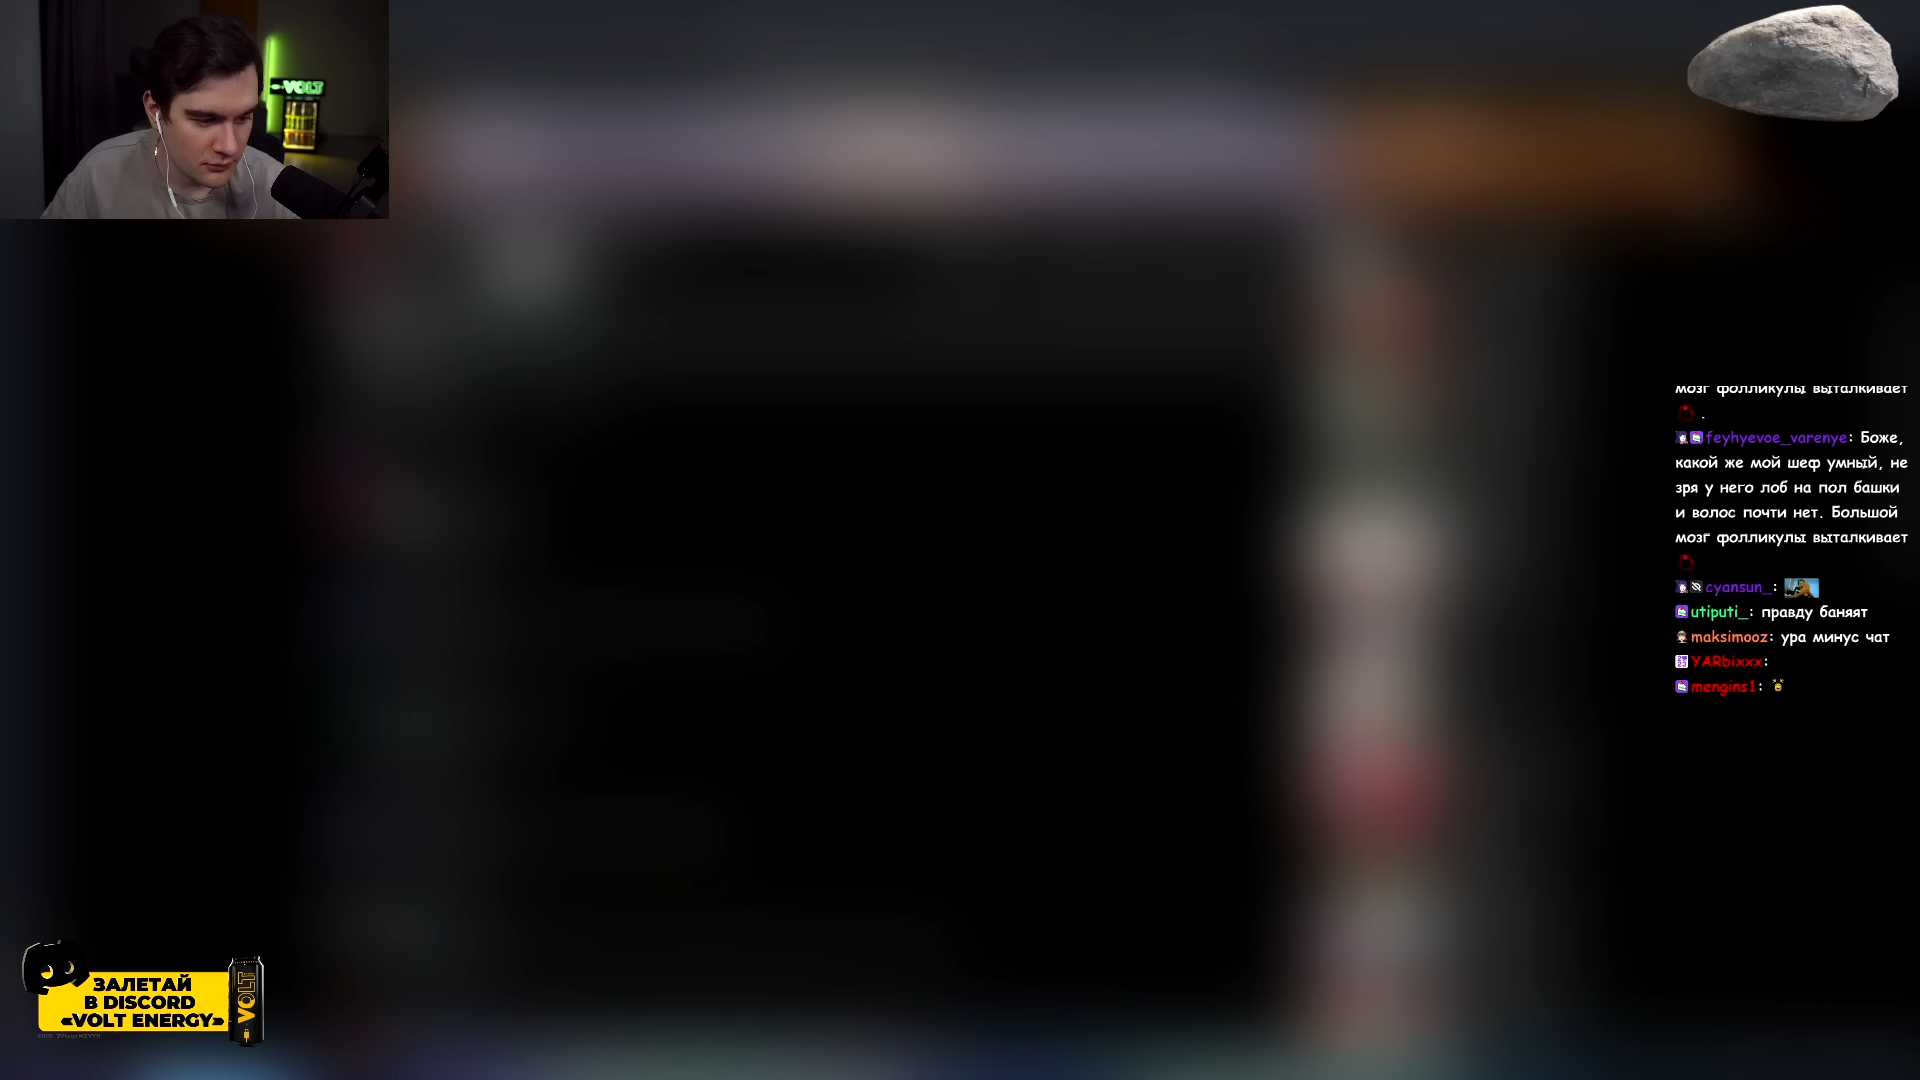 VOLT
мозг фолликулы выталкивает
.
feyhyevoe_varenye: Боже,
какой же мой шеф умный, не
зря у него лоб на пол башки
и волос почти нет. Большой
мозг фолликулы выталкивает
cyansun_:
utiputi_: правду баняят
maksimooz: ура минус чат
YARbixxx:
mengins1:
ЗАЛЕТАЙ
В DISCORD
«VOLT ENERGY»
VOLT